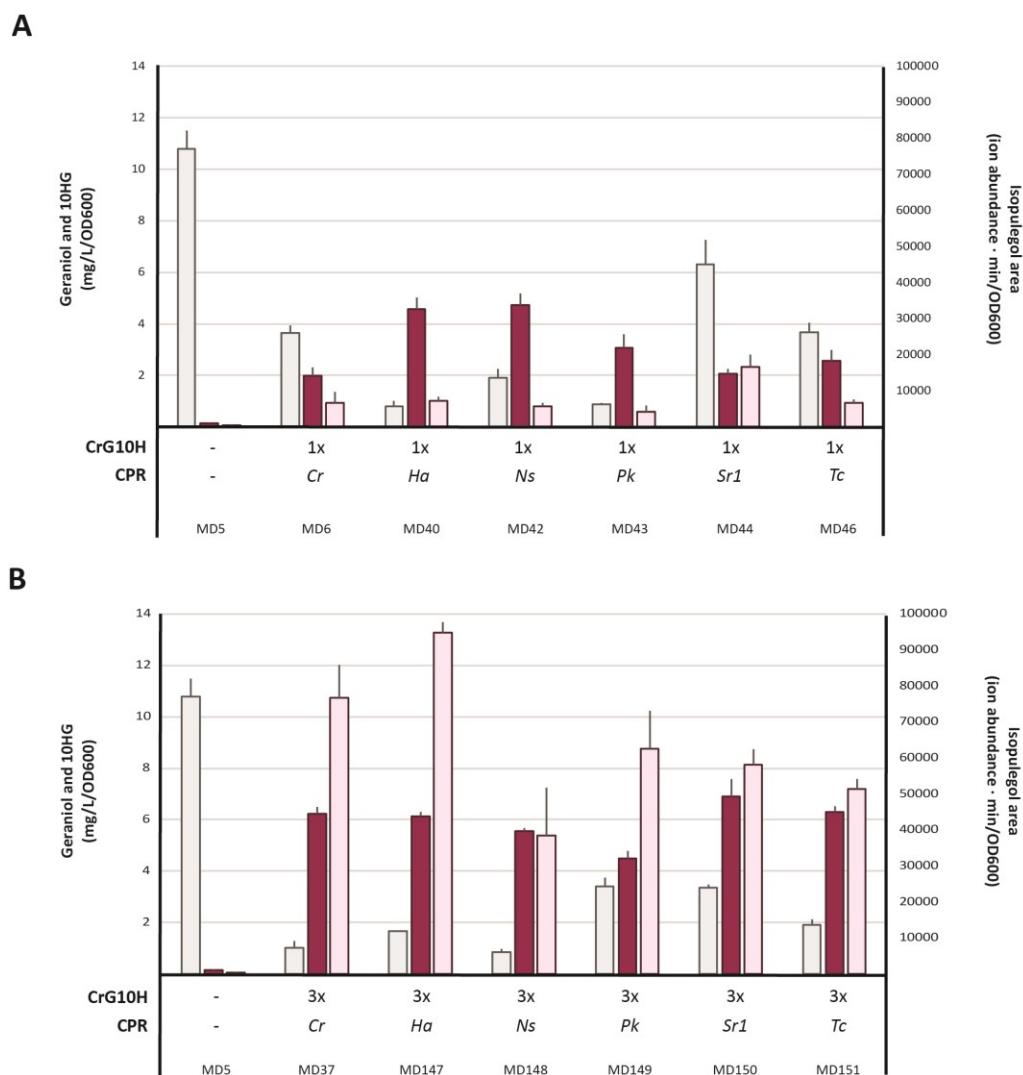 A
14
12
10
8
6
4
2
Geraniol and 10HG
(mg/L/OD600)
100000
90000
80000
70000
60000
50000
40000
30000
20000
10000
Isopulegol area
(ion abundance · min/OD600)
CrG10H - 1x 1x 1x 1x 1x 1x
CPR - Cr Ha Ns Pk Sr1 Tc
MD5 MD6 MD40 MD42 MD43 MD44 MD46
B
14
12
10
8
6
4
2
Geraniol and 10HG
(mg/L/OD600)
100000
90000
80000
70000
60000
50000
40000
30000
20000
10000
Isopulegol area
(ion abundance · min/OD600)
CrG10H - 3x 3x 3x 3x 3x 3x
CPR - Cr Ha Ns Pk Sr1 Tc
MD5 MD37 MD147 MD148 MD149 MD150 MD151